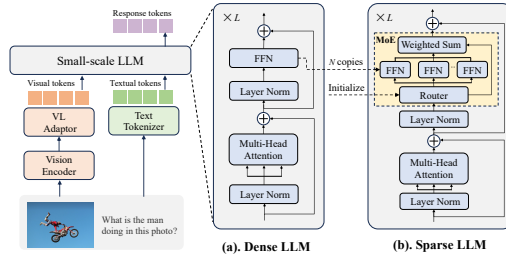 Response tokens
Small-scale LLM
Visual tokens
Textual tokens
VL
Adaptor
Text
Tokenizer
Vision
Encoder
What is the man
doing in this photo?
× L
FFN
Layer Norm
Multi-Head
Attention
Layer Norm
(a). Dense LLM
N copies
Initialize
× L
MoE
Weighted Sum
FFN
FFN
...
FFN
Router
Layer Norm
Multi-Head
Attention
Layer Norm
(b). Sparse LLM